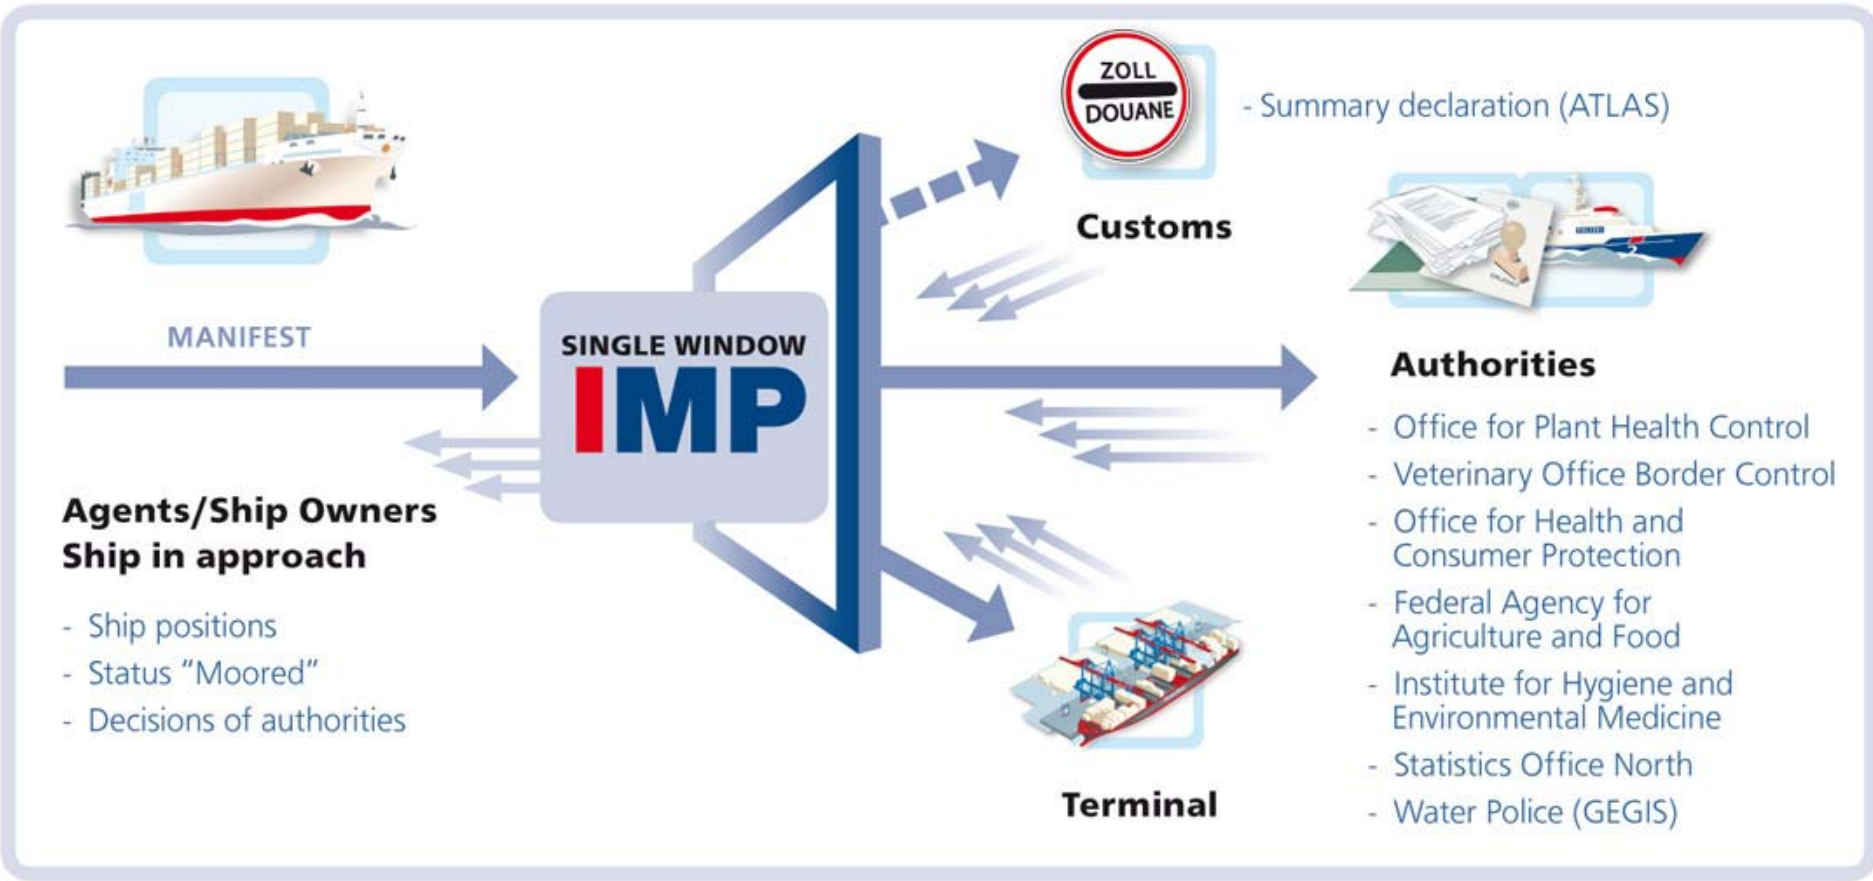 ZOLL
DOUANE
- Summary declaration (ATLAS)
Customs
MANIFEST
SINGLE WINDOW
IMP
Agents/Ship Owners
Ship in approach
- Ship positions
- Status “Moored”
- Decisions of authorities
Authorities
- Office for Plant Health Control
- Veterinary Office Border Control
- Office for Health and
Consumer Protection
- Federal Agency for
Agriculture and Food
- Institute for Hygiene and
Environmental Medicine
- Statistics Office North
- Water Police (GEGIS)
Terminal